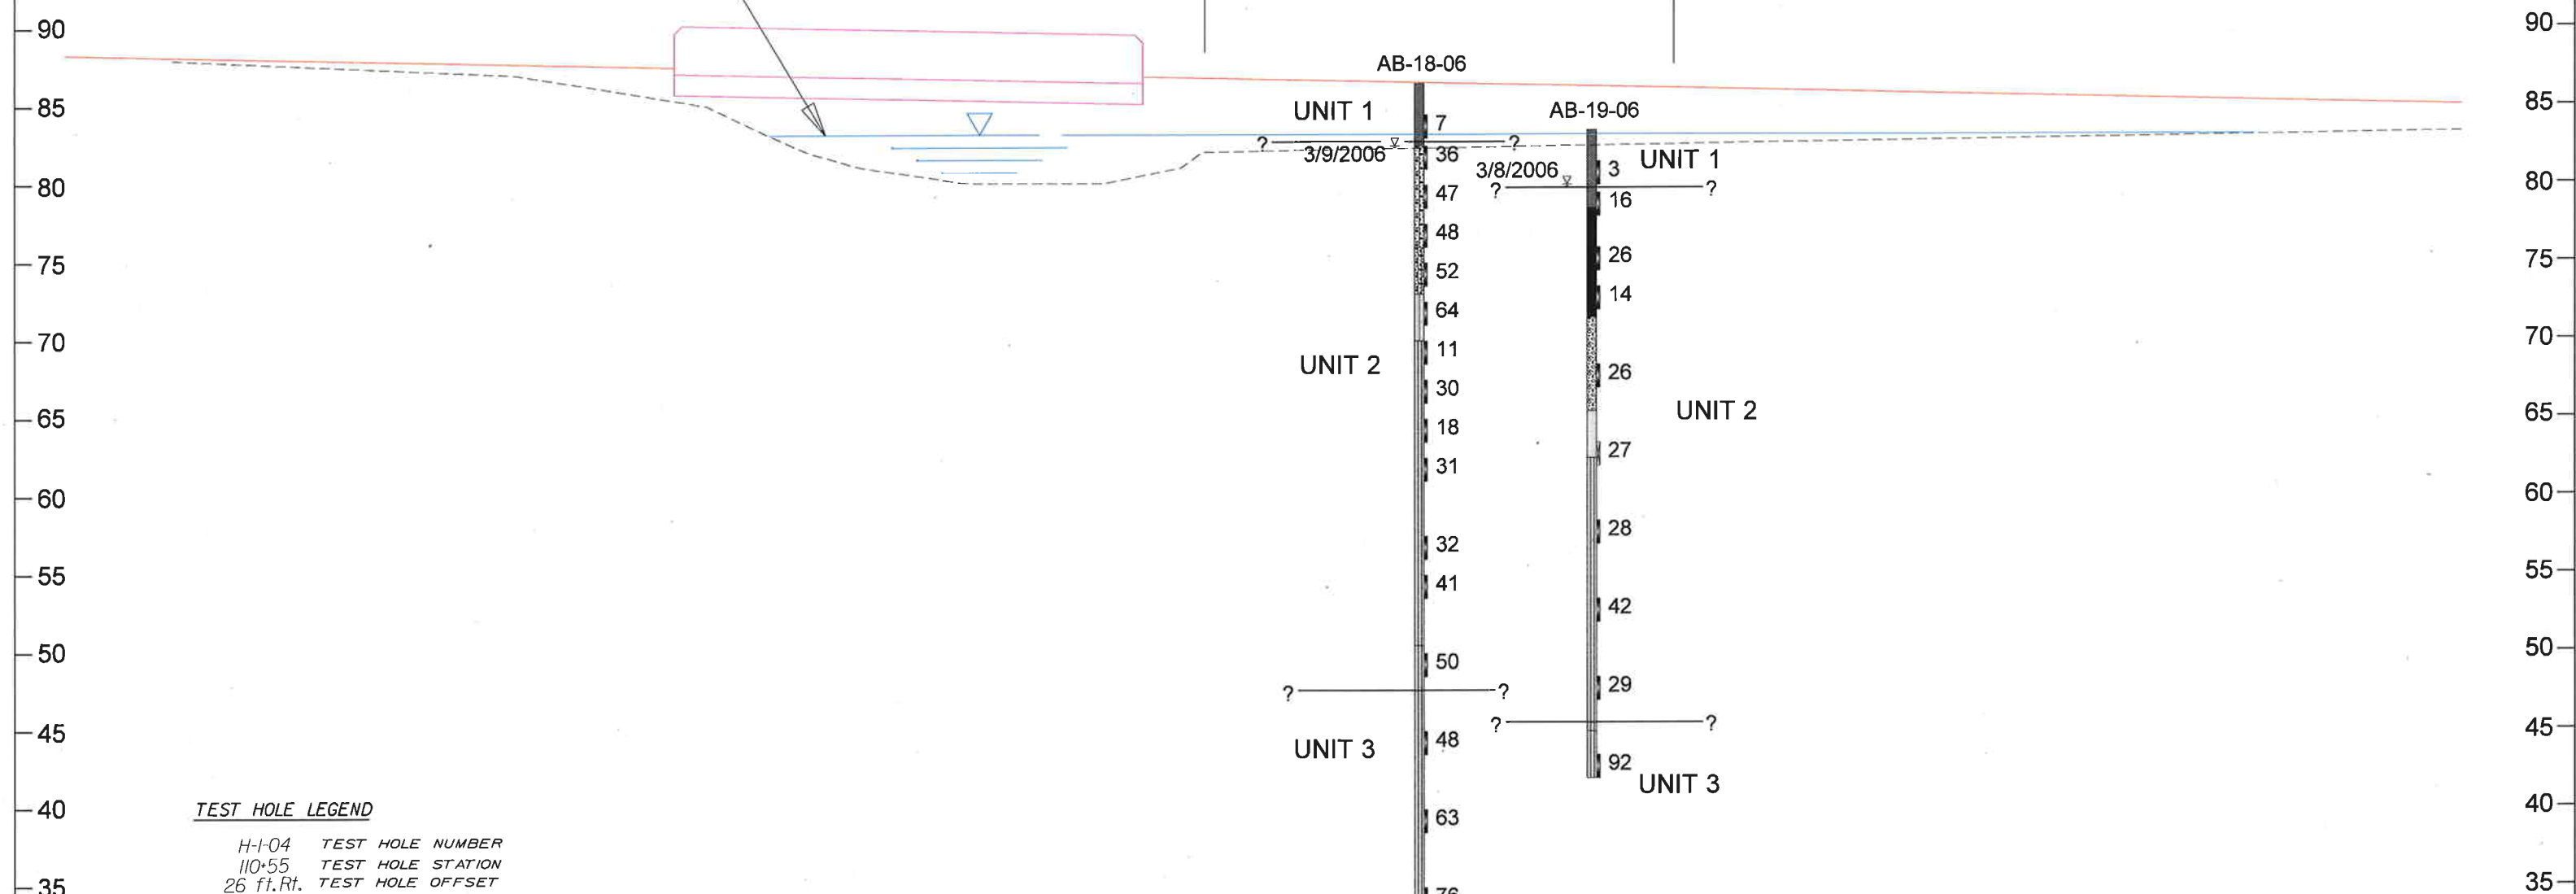 90 90
AB-18-06
85 UNIT 1 AB-19-06 85
7
? ?
3/9/2006 36 UNIT 1
3/8/2006 3
80 ? ? 80
47 16
48
75 26 75
52
14
64
70 11 70
UNIT 2 26
30
65 18 UNIT 2 65
27
31
60 60
28
32
55 55
41
42
50 50
50
29
? ?
? ?
45 45
UNIT 3 48
92
UNIT 3
40 TEST HOLE LEGEND 40
63
H-1-04 TEST HOLE NUMBER
110+55 TEST HOLE STATION
26 ft.Rt. TEST HOLE OFFSET
35 76 35